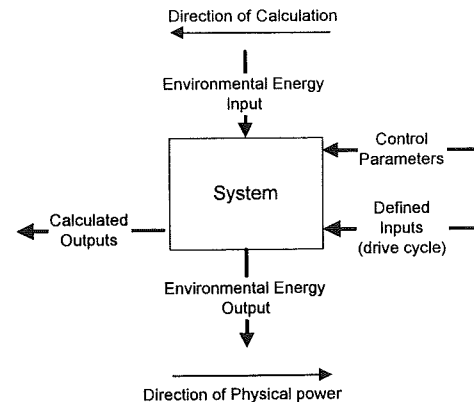 Direction of Calculation
Environmental Energy
Input
Control
Parameters
System
Calculated
Outputs
Defined
Inputs
(drive cycle)
Environmental Energy
Output
Direction of Physical power